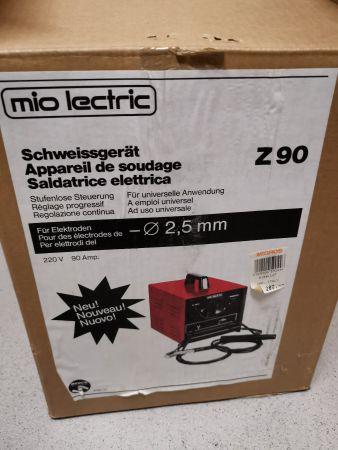 mio lectric
Schweissgerät
Appareil de soudage
Saldatrice elettrica
Z 90
Stufenlose Steuerung
Réglage progressif
Regolazione continua
Für universelle Anwendung
A emploi universel
Ad uso universale
Für Elektroden
Pour des électrodes de
Per elettrodi del
–Ø 2,5 mm
220 V 90 Amp.
Neu!
Nouveau!
Nuovo!
MIGROS